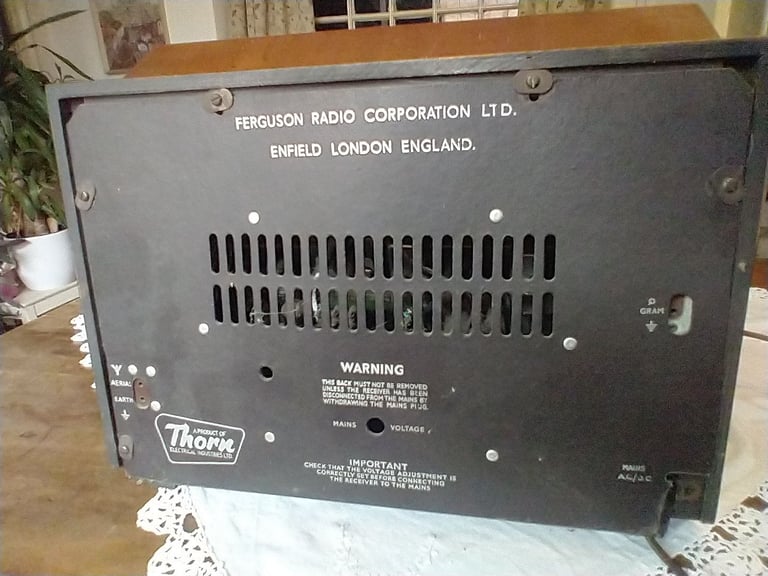 FERGUSON RADIO CORPORATION LTD.
ENFIELD LONDON ENGLAND.
GRAM
WARNING
THIS BACK MUST NOT BE REMOVED
UNLESS THE RECEIVER HAS BEEN
DISCONNECTED FROM THE MAINS BY
WITHDRAWING THE MAINS PLUG.
AERIAL
EARTH
MAINS VOLTAGE
A PRODUCT OF
Thorn
ELECTRICAL INDUSTRIES LTD.
IMPORTANT
CHECK THAT THE VOLTAGE ADJUSTMENT IS
CORRECTLY SET BEFORE CONNECTING
THE RECEIVER TO THE MAINS
MAINS
AC/DC